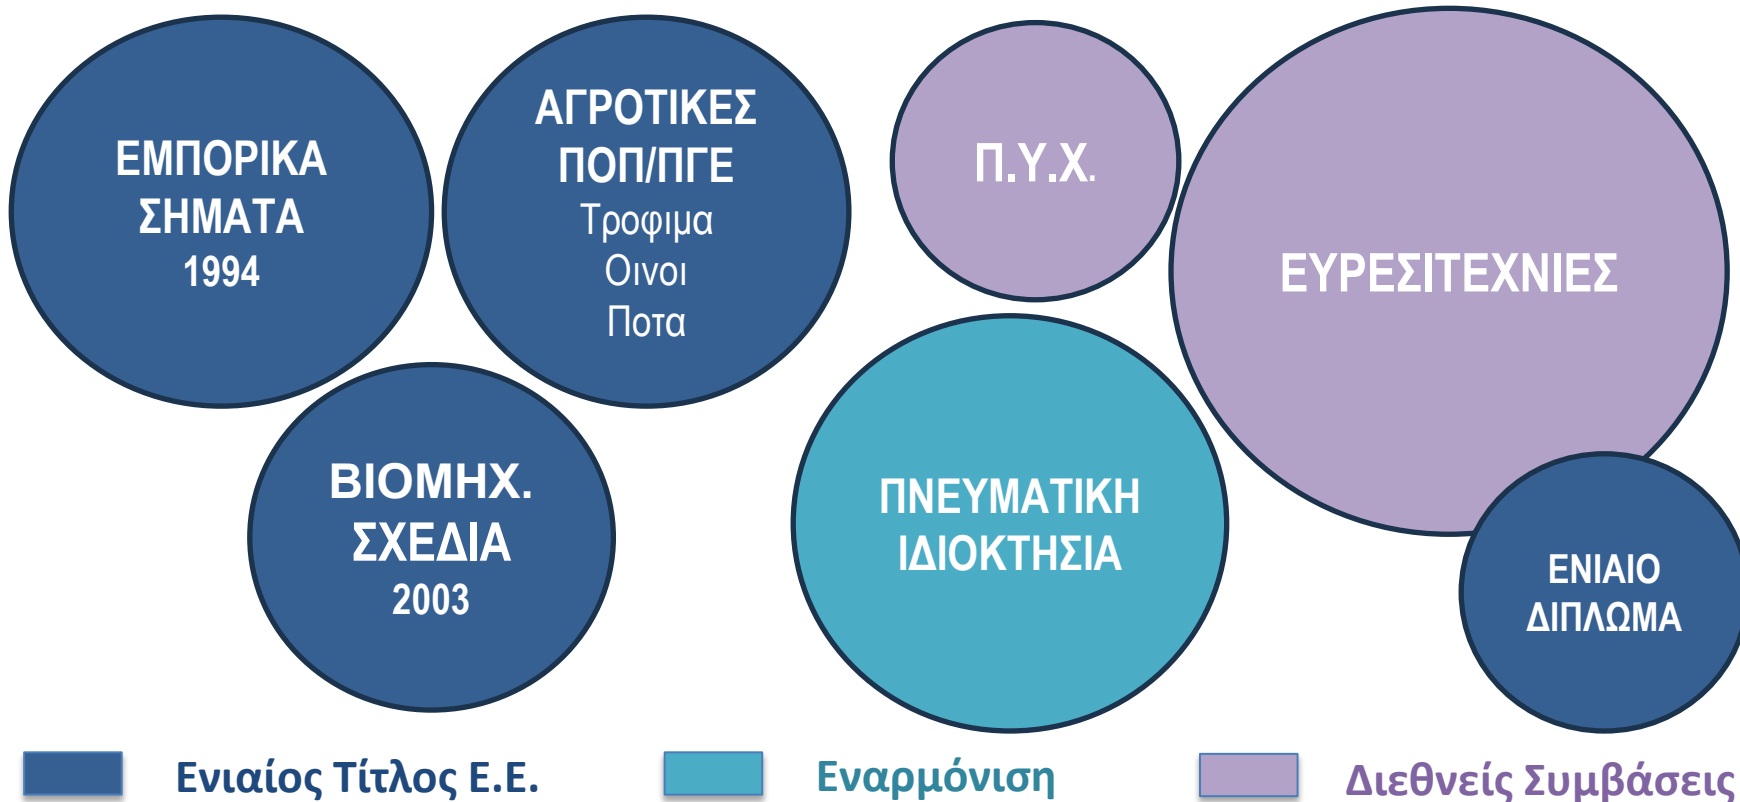 ΕΜΠΟΡΙΚΑ
ΣΗΜΑΤΑ
1994
ΑΓΡΟΤΙΚΕΣ
ΠΟΠ/ΠΓΕ
Τροφιμα
Οινοι
Ποτα
Π.Υ.Χ.
ΕΥΡΕΣΙΤΕΧΝΙΕΣ
ΒΙΟΜΗΧ.
ΣΧΕΔΙΑ
2003
ΠΝΕΥΜΑΤΙΚΗ
ΙΔΙΟΚΤΗΣΙΑ
ΕΝΙΑΙΟ
ΔΙΠΛΩΜΑ
Ενιαίος Τίτλος Ε.Ε.
Εναρμόνιση
Διεθνείς Συμβάσεις